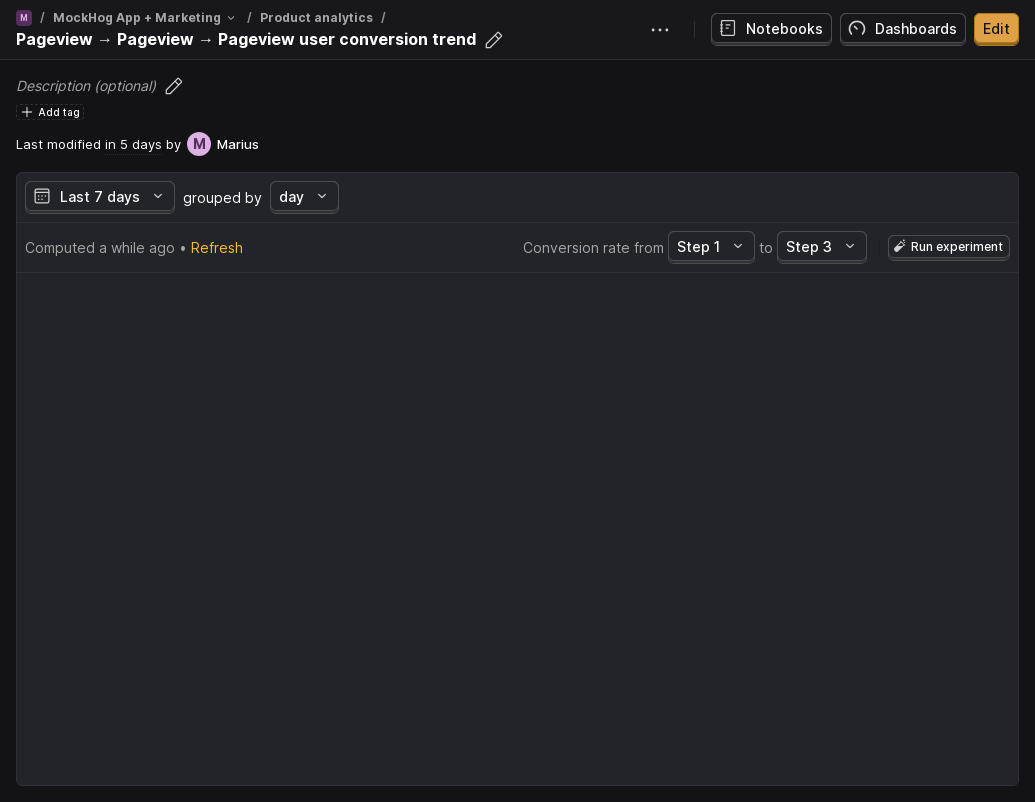 M / MockHog App + Marketing / Product analytics /
Pageview → Pageview → Pageview user conversion trend
Notebooks
Dashboards
Edit
Description (optional)
Add tag
Last modified in 5 days by M Marius
Last 7 days grouped by day
Computed a while ago • Refresh
Conversion rate from Step 1 to Step 3
Run experiment